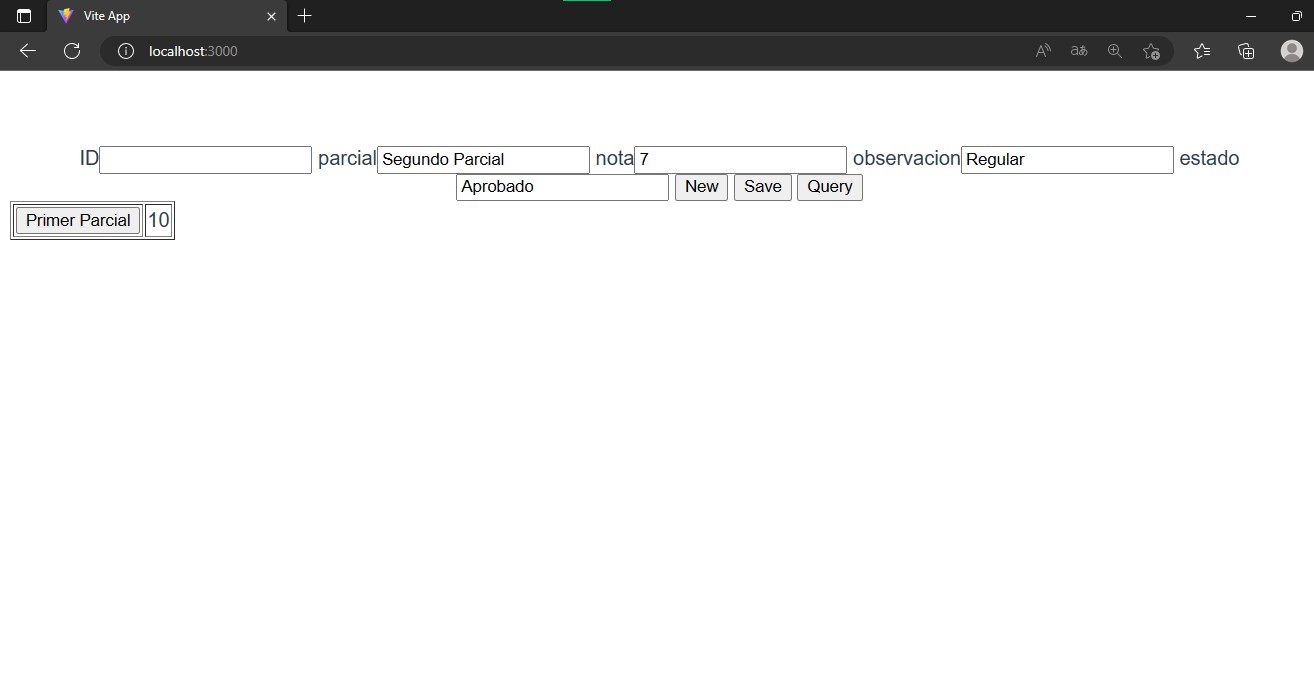 Vite App
localhost:3000
ID parcial Segundo Parcial nota 7 observacion Regular estado
Aprobado New Save Query
Primer Parcial 10